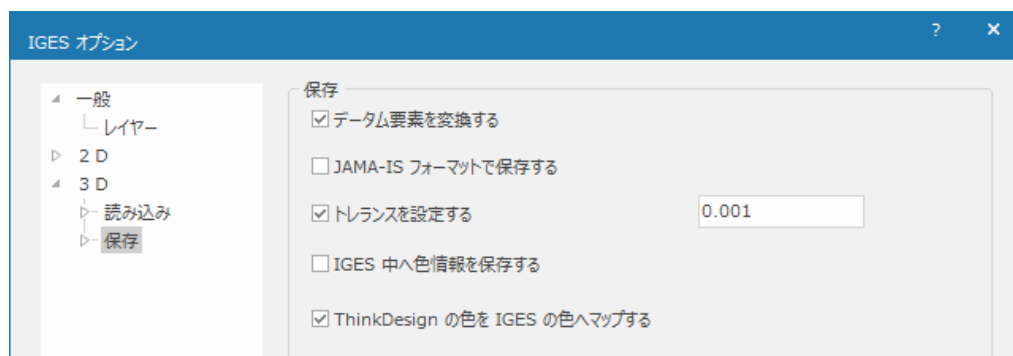 IGES オプション
? ×
一般
レイヤー
2 D
3 D
読み込み
保存
保存
データム要素を変換する
JAMA-IS フォーマットで保存する
トレランスを設定する 0.001
IGES 中へ色情報を保存する
ThinkDesign の色を IGES の色へマップする